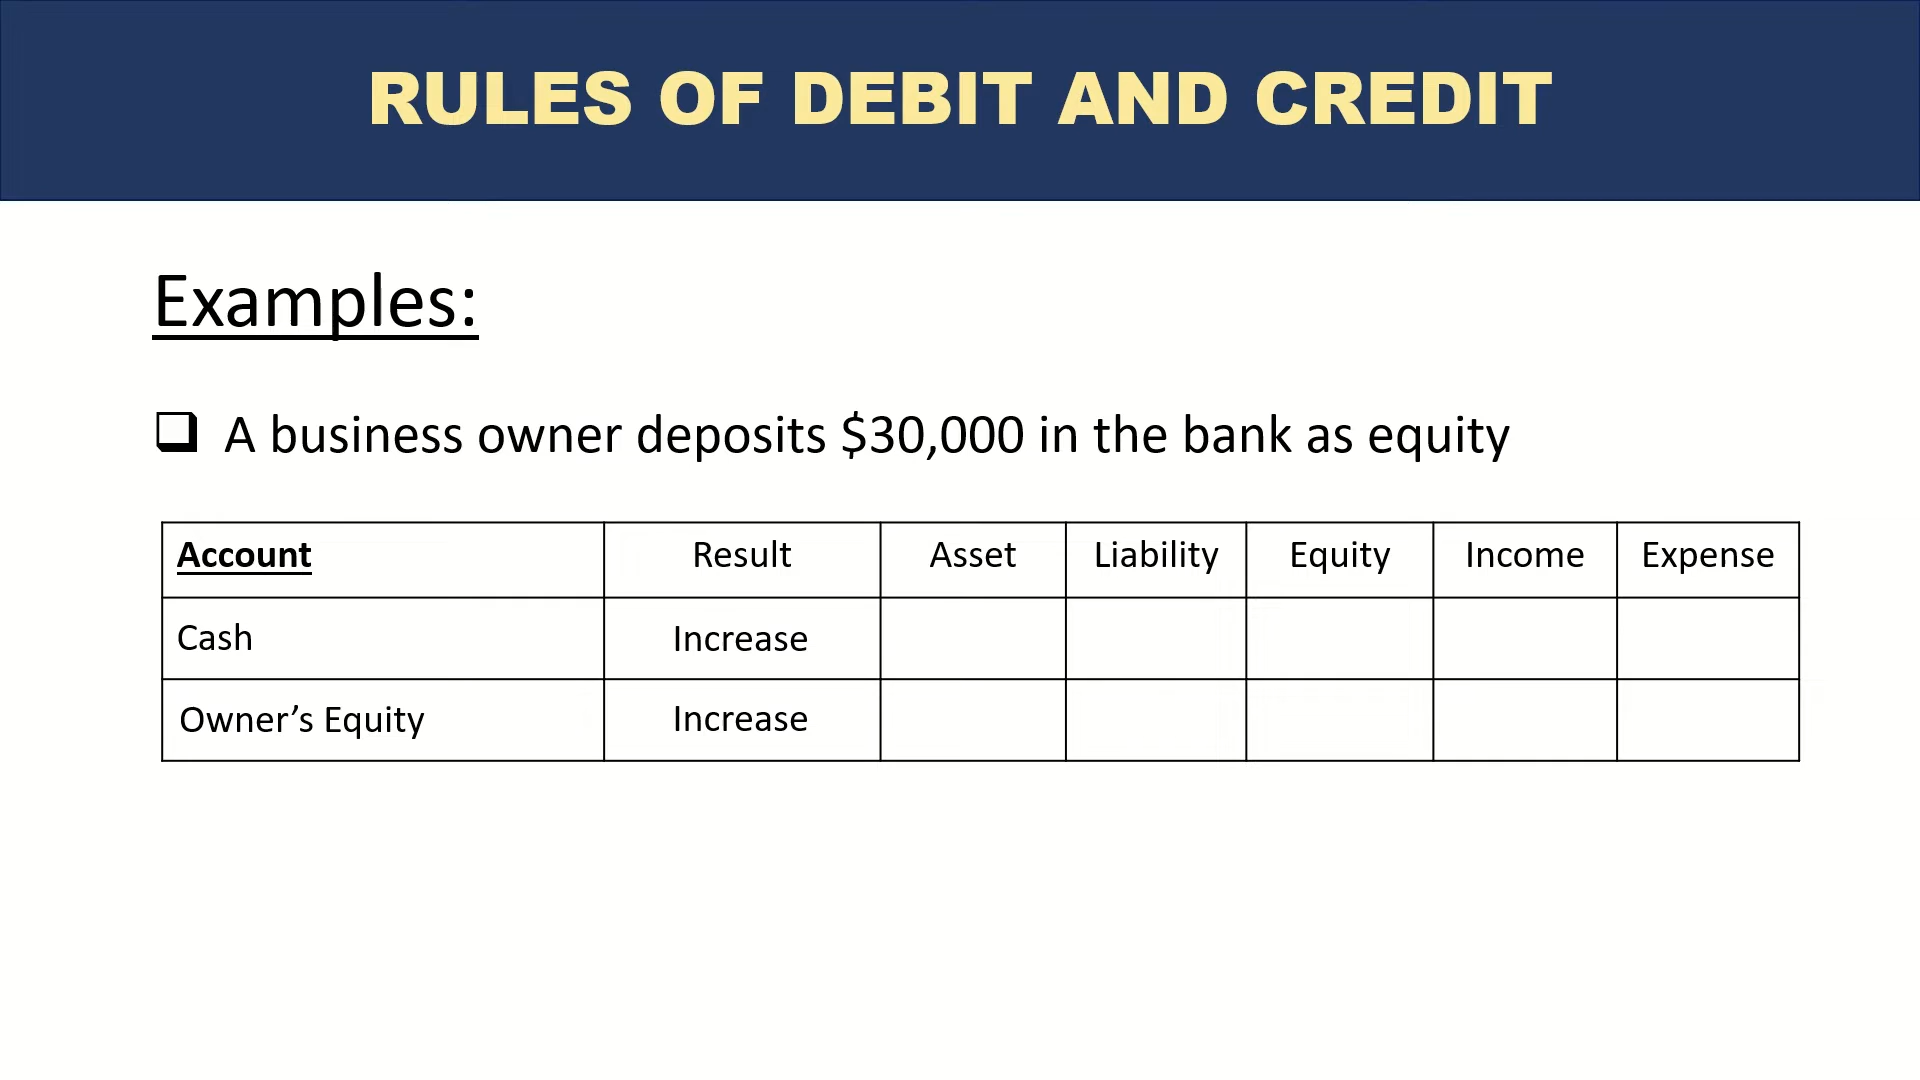 RULES OF DEBIT AND CREDIT
Examples:
A business owner deposits $30,000 in the bank as equity
Account Result Asset Liability Equity Income Expense
Cash Increase
Owner’s Equity Increase